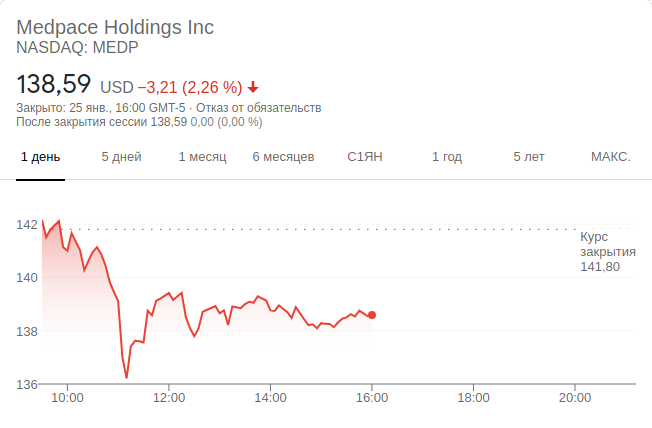 Medpace Holdings Inc
NASDAQ: MEDP
138,59 USD −3,21 (2,26 %)
Закрыто: 25 янв., 16:00 GMT-5 · Отказ от обязательств
После закрытия сессии 138,59 0,00 (0,00 %)
1 день 5 дней 1 месяц 6 месяцев С1ЯН 1 год 5 лет МАКС.
142
Курс
закрытия
141,80
140
138
136
10:00 12:00 14:00 16:00 18:00 20:00